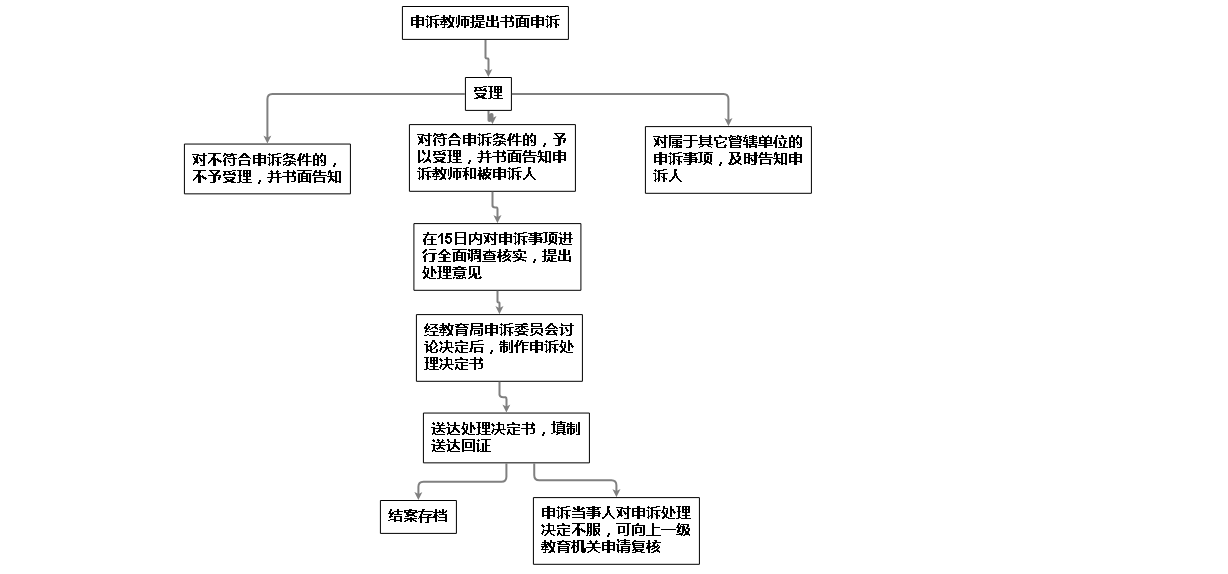 申诉教师提出书面申诉
受理
对不符合申诉条件的，
不予受理，并书面告知
对符合申诉条件的，予
以受理，并书面告知申
诉教师和被申诉人
对属于其它管辖单位的
申诉事项，及时告知申
诉人
在15日内对申诉事项进
行全面调查核实，提出
处理意见
经教育局申诉委员会讨
论决定后，制作申诉处
理决定书
送达处理决定书，填制
送达回证
结案存档
申诉当事人对申诉处理
决定不服，可向上一级
教育机关申请复核